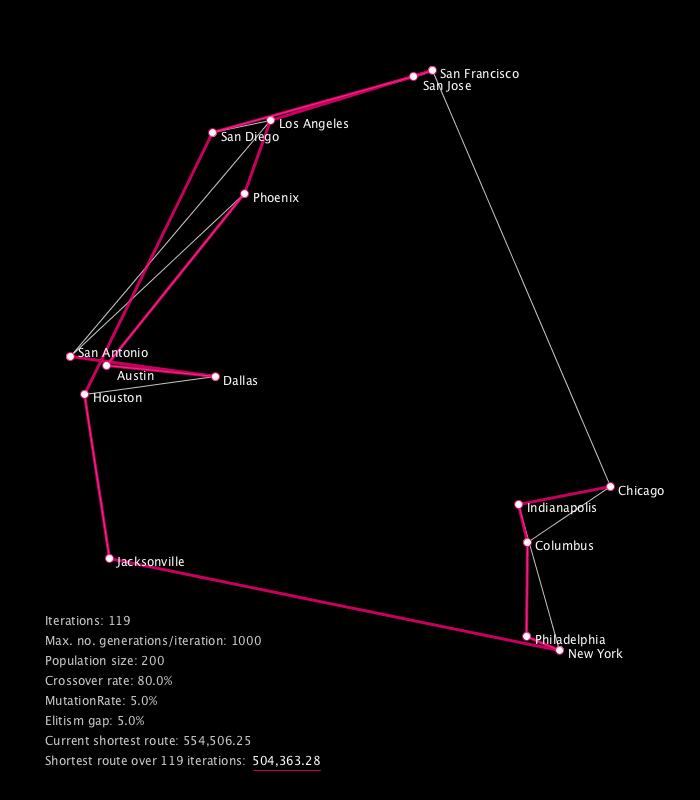 San Francisco
San Jose
Los Angeles
San Diego
Phoenix
San Antonio
Austin
Dallas
Houston
Chicago
Indianapolis
Columbus
Jacksonville
Philadelphia
New York
Iterations: 119
Max. no. generations/iteration: 1000
Population size: 200
Crossover rate: 80.0%
MutationRate: 5.0%
Elitism gap: 5.0%
Current shortest route: 554,506.25
Shortest route over 119 iterations: 504,363.28